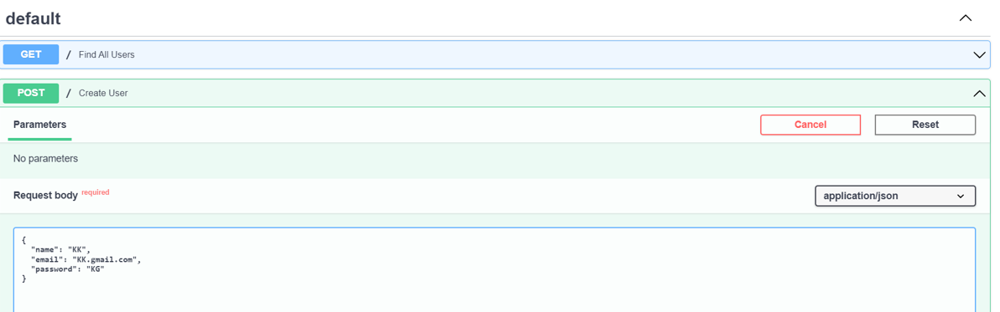 default
GET / Find All Users
POST / Create User
Parameters Cancel Reset
No parameters
Request body required application/json
{
"name": "KK",
"email": "KK.gmail.com",
"password": "KG"
}